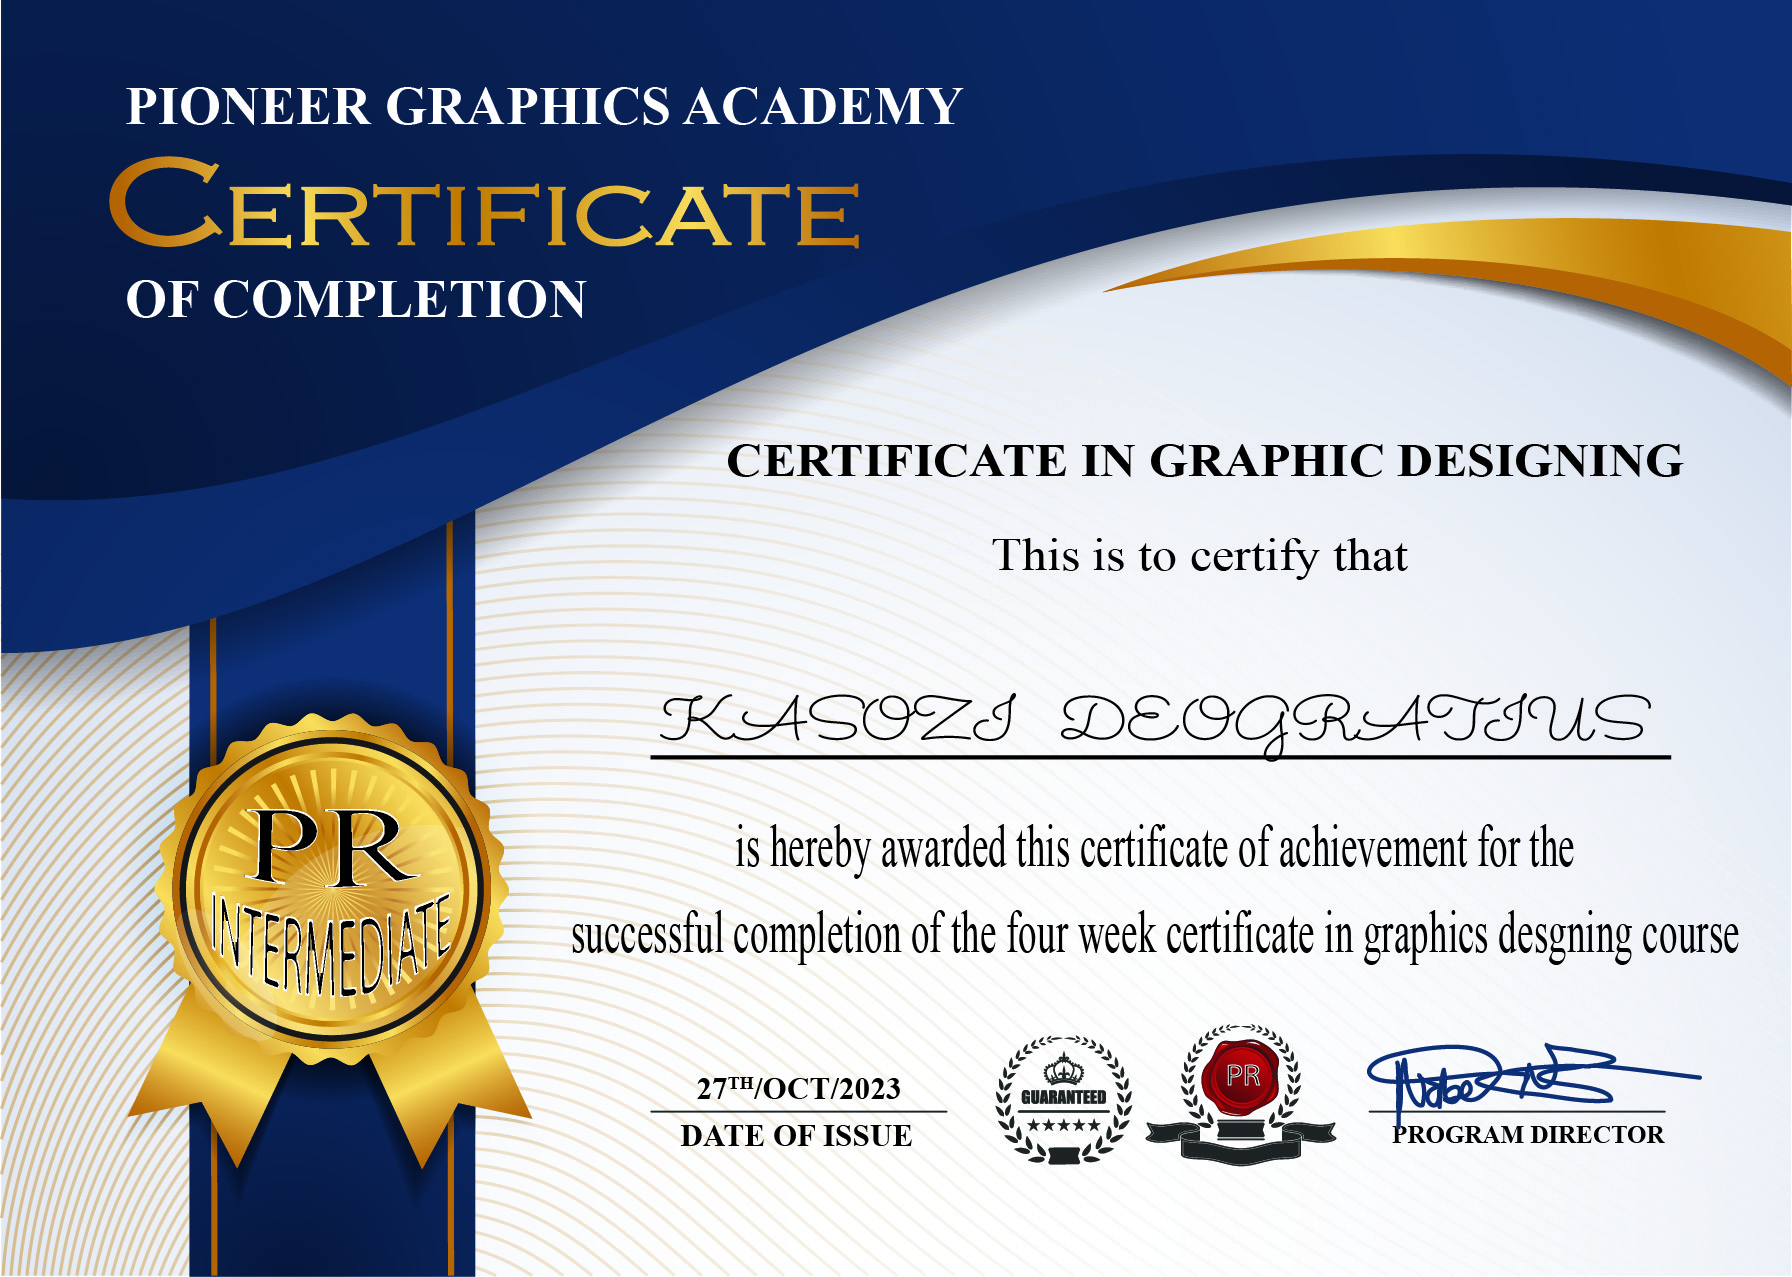 PIONEER GRAPHICS ACADEMY
CERTIFICATE
OF COMPLETION
CERTIFICATE IN GRAPHIC DESIGNING
This is to certify that
KASOZI DEOGRATIUS
is hereby awarded this certificate of achievement for the
successful completion of the four week certificate in graphics desgning course
PR
INTERMEDIATE
27TH/OCT/2023
DATE OF ISSUE
GUARANTEED
PR
PROGRAM DIRECTOR